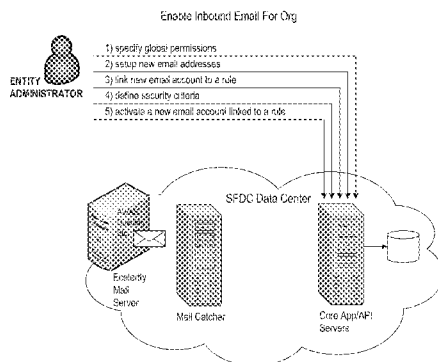 Enable Inbound Email For Org
1) specify global permissions
2) setup new email addresses
3) link new email account to a rule
4) define security criteria
5) activate a new email account linked to a rule
ENTITY
ADMINISTRATOR
SFDC Data Center
Mail
Server
Mail Catcher
Core App/API
Servers